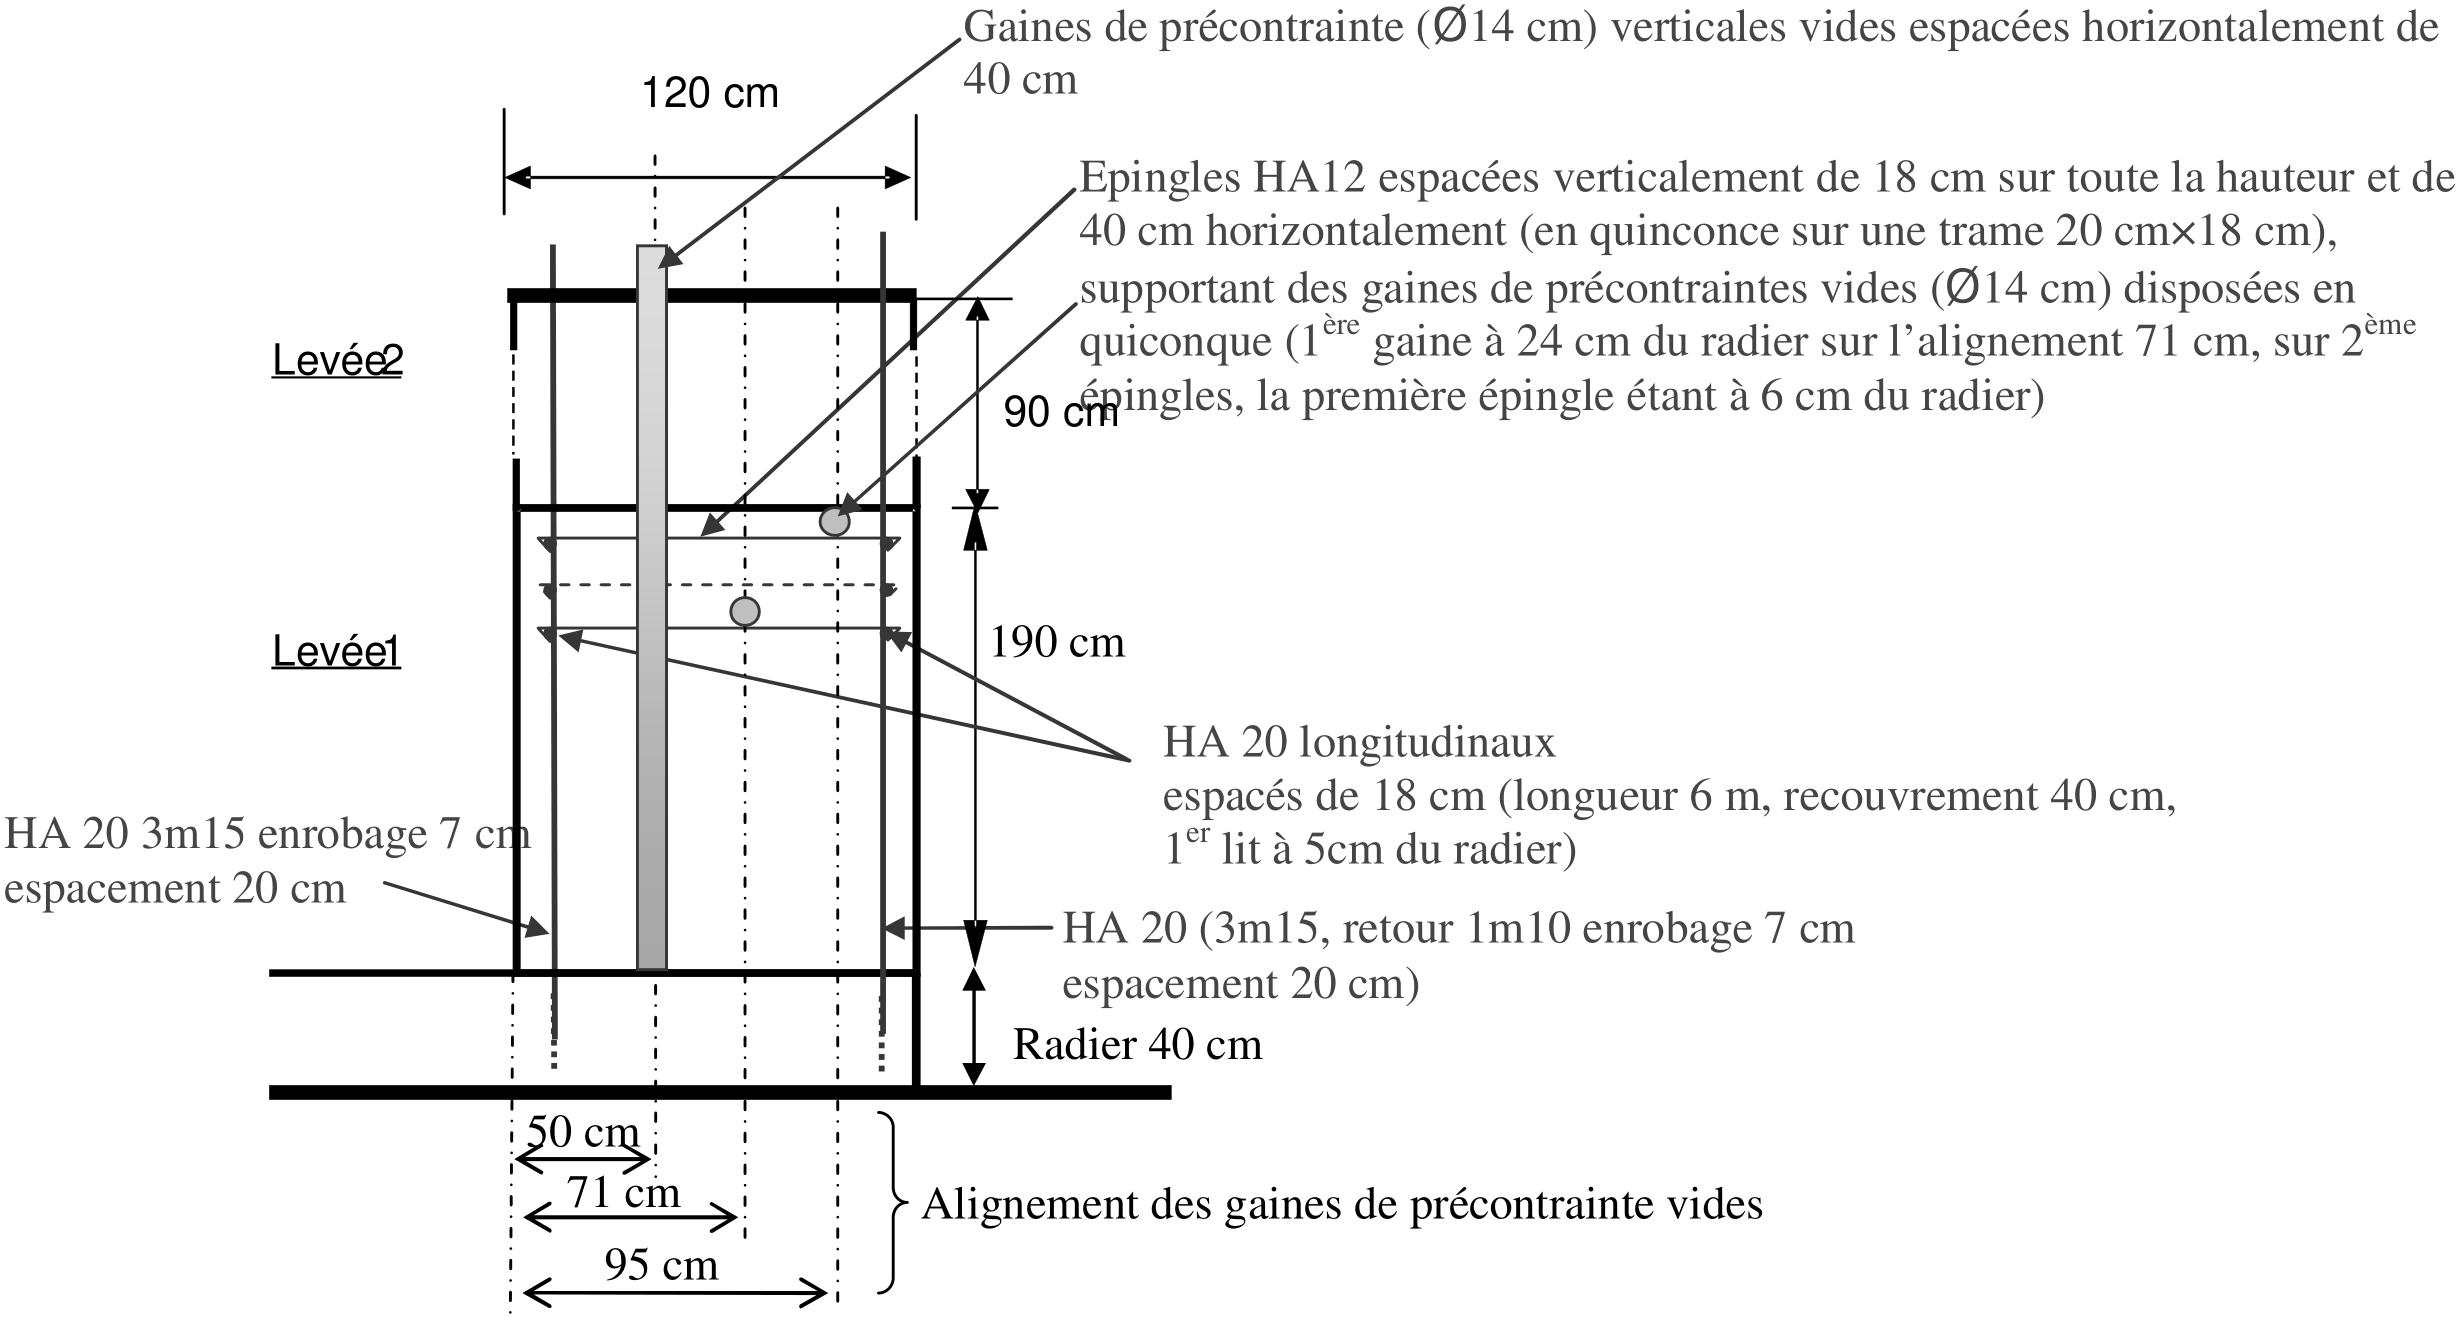 Gaines de précontrainte (Ø14 cm) verticales vides espacées horizontalement de
40 cm
120 cm
Epingles HA12 espacées verticalement de 18 cm sur toute la hauteur et de
40 cm horizontalement (en quinconce sur une trame 20 cm×18 cm),
supportant des gaines de précontraintes vides (Ø14 cm) disposées en
quiconque (1ère gaine à 24 cm du radier sur l’alignement 71 cm, sur 2ème
épingles, la première épingle étant à 6 cm du radier)
Levée2
90 cm
Levée1
190 cm
HA 20 longitudinaux
espacés de 18 cm (longueur 6 m, recouvrement 40 cm,
1er lit à 5cm du radier)
HA 20 3m15 enrobage 7 cm
espacement 20 cm
HA 20 (3m15, retour 1m10 enrobage 7 cm
espacement 20 cm)
Radier 40 cm
50 cm
71 cm
Alignement des gaines de précontrainte vides
95 cm